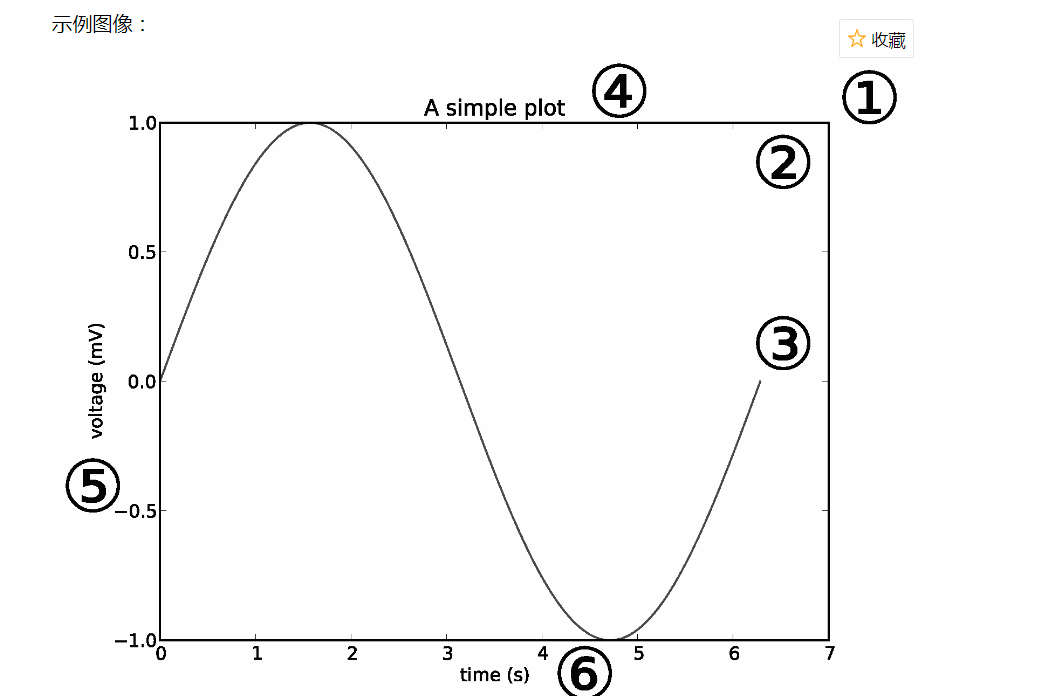 示例图像：
收藏
④
①
A simple plot
1.0
②
0.5
③
voltage (mV)
0.0
⑤
−0.5
−1.0
0 1 2 3 4 5 6 7
time (s)
⑥